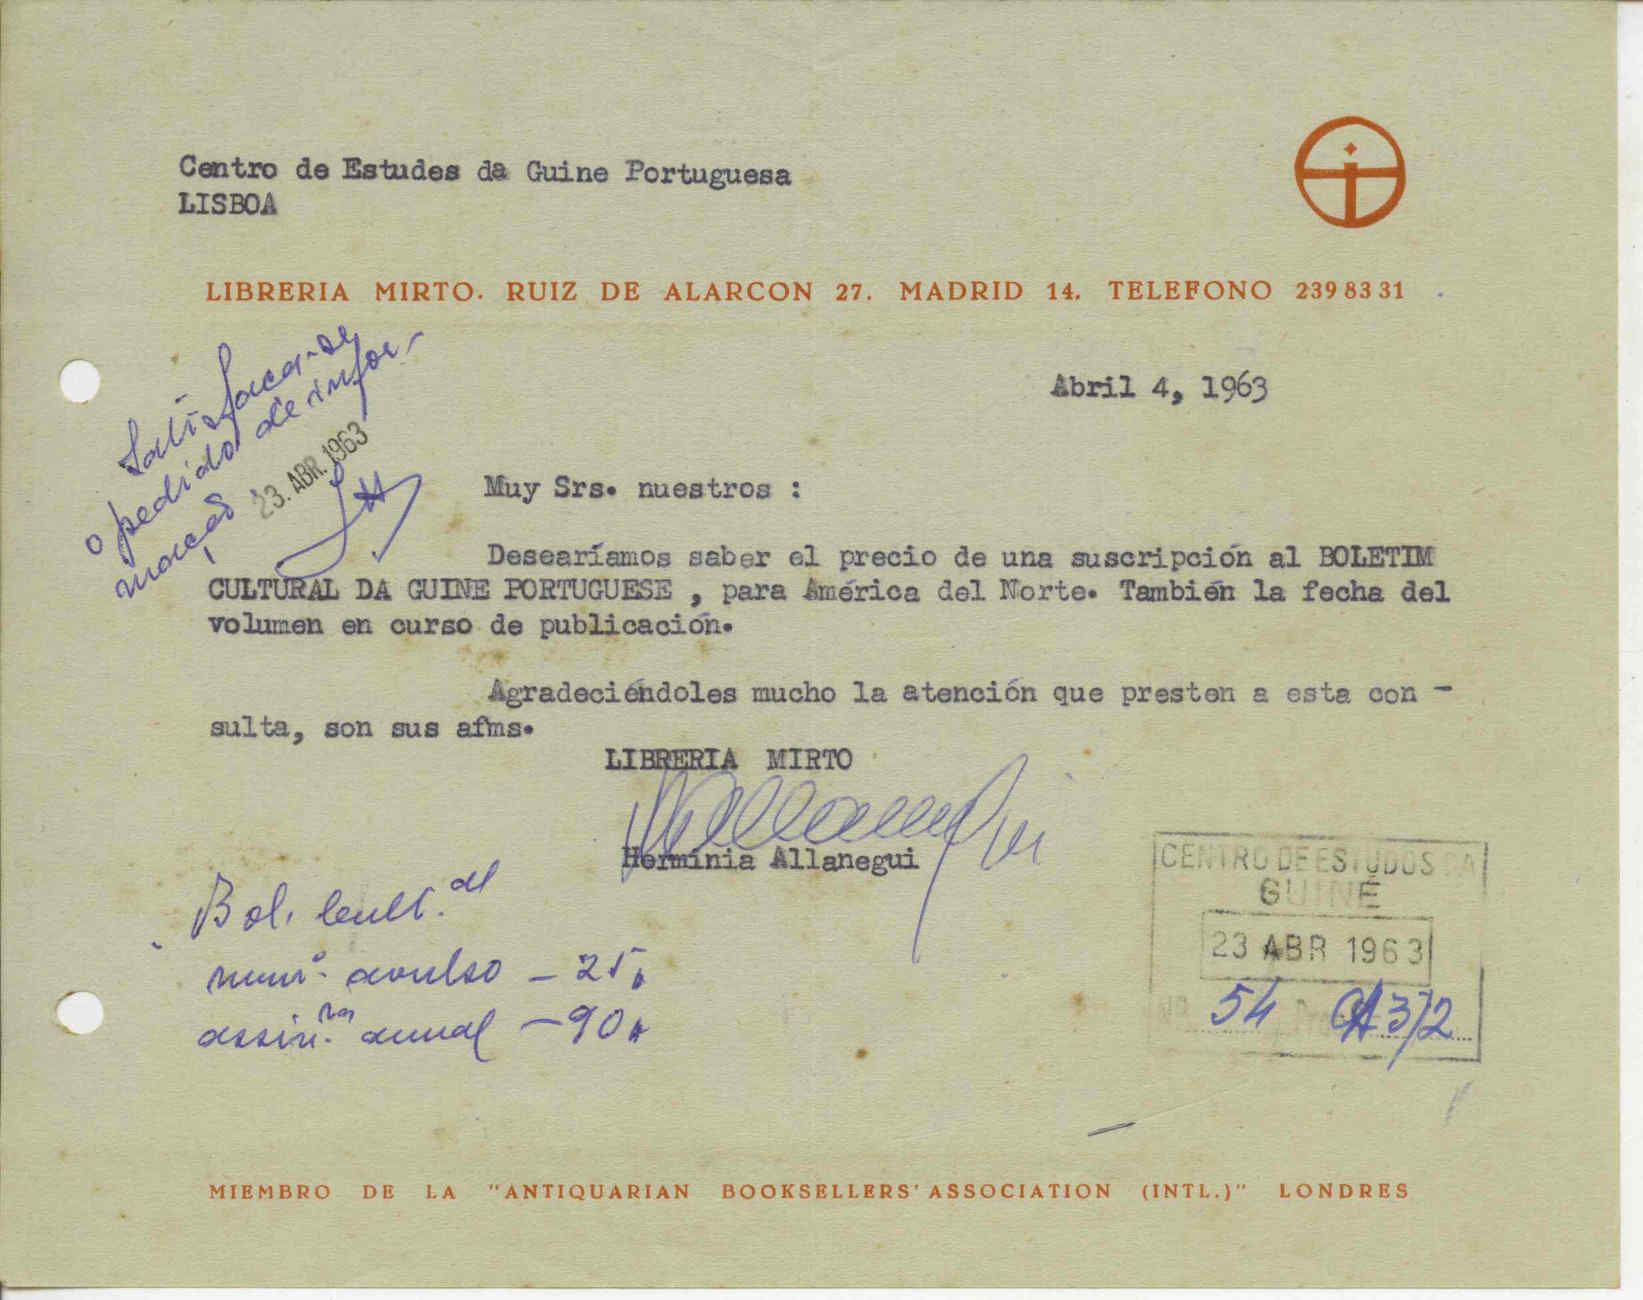 Centro de Estudes da Guine Portuguesa
LISBOA
LIBRERIA MIRTO. RUIZ DE ALARCON 27. MADRID 14. TELEFONO 239 83 31
Satisfaça-se
o pedido de infor-
mação
23. ABR. 1963
Abril 4, 1963
Muy Srs. nuestros :
Desearíamos saber el precio de una suscripción al BOLETIM
CULTURAL DA GUINE PORTUGUESE , para América del Norte. También la fecha del
volumen en curso de publicación.
Agradeciéndoles mucho la atención que presten a esta con -
sulta, son sus afms.
LIBRERIA MIRTO
Herminia Allanegui
Bol. Cult.al
num.o avulso - 25
assin.ra anual - 90
CENTRO DE ESTUDOS DA
GUINÉ
23 ABR 1963
Nº 54 3/2
MIEMBRO DE LA "ANTIQUARIAN BOOKSELLERS' ASSOCIATION (INTL.)" LONDRES